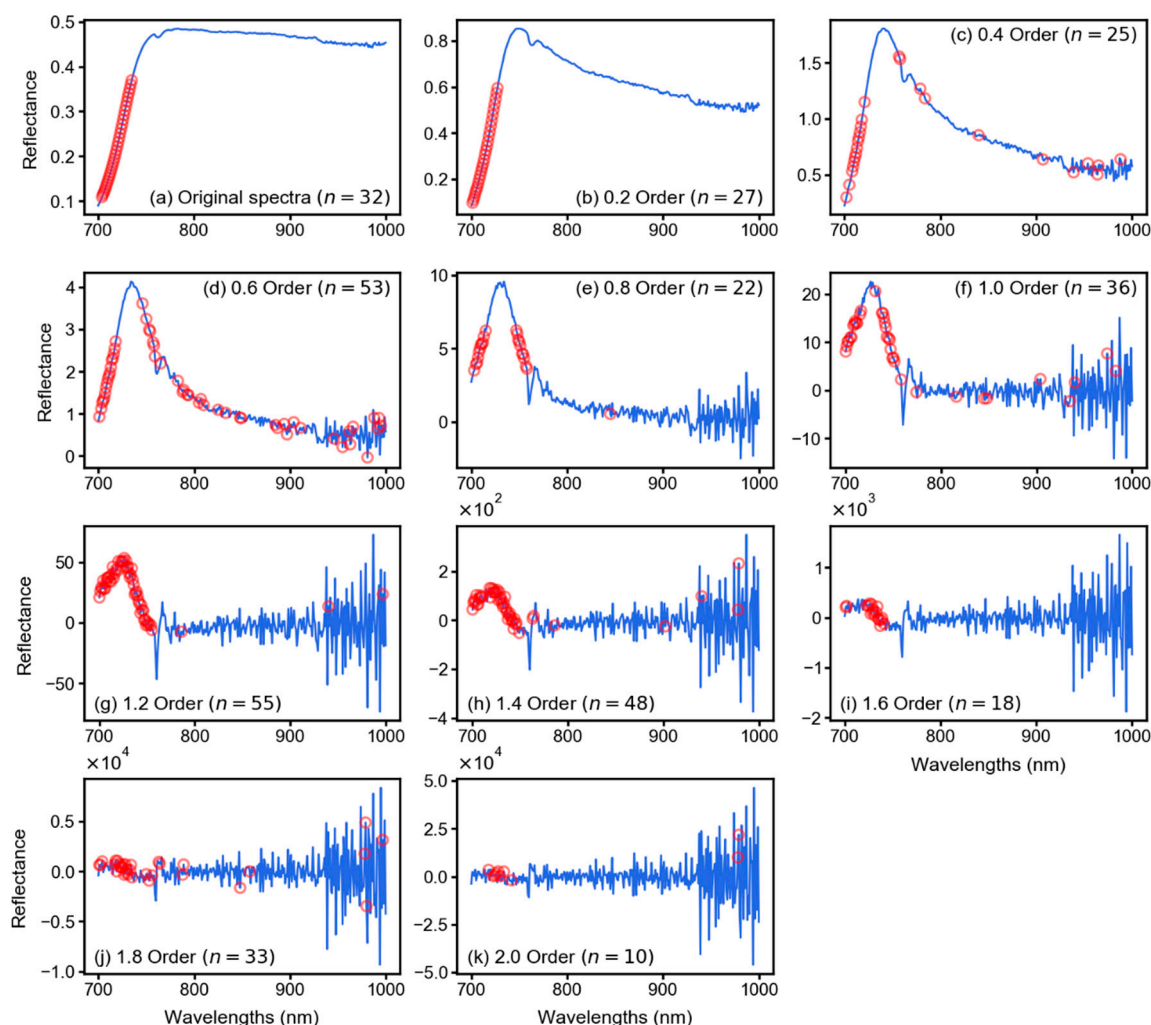 0.5
0.4
0.3
0.2
0.1
Reflectance
(a) Original spectra (n = 32)
700 800 900 1000
0.8
0.6
0.4
0.2
(b) 0.2 Order (n = 27)
700 800 900 1000
1.5
1.0
0.5
(c) 0.4 Order (n = 25)
700 800 900 1000
4
3
2
1
0
Reflectance
(d) 0.6 Order (n = 53)
700 800 900 1000
10
5
0
(e) 0.8 Order (n = 22)
700 800 900 1000
20
10
0
−10
(f) 1.0 Order (n = 36)
700 800 900 1000
50
0
−50
Reflectance
(g) 1.2 Order (n = 55)
700 800 900 1000
×10²
2
0
−2
−4
(h) 1.4 Order (n = 48)
700 800 900 1000
×10³
1
0
−1
−2
(i) 1.6 Order (n = 18)
700 800 900 1000
Wavelengths (nm)
×10⁴
0.5
0.0
−0.5
−1.0
Reflectance
(j) 1.8 Order (n = 33)
700 800 900 1000
Wavelengths (nm)
×10⁴
5.0
2.5
0.0
−2.5
−5.0
(k) 2.0 Order (n = 10)
700 800 900 1000
Wavelengths (nm)